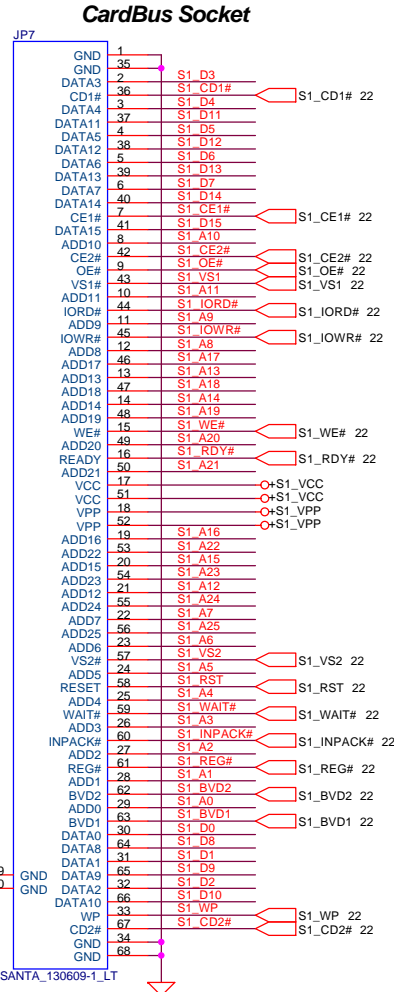 CardBus Socket
JP7
GND 1
GND 35
DATA3 2 S1_D3
CD1# 36 S1_CD1# S1_CD1# 22
DATA4 3 S1_D4
DATA11 37 S1_D11
DATA5 4 S1_D5
DATA12 38 S1_D12
DATA6 5 S1_D6
DATA13 39 S1_D13
DATA7 6 S1_D7
DATA14 40 S1_D14
CE1# 7 S1_CE1# S1_CE1# 22
DATA15 41 S1_D15
ADD10 8 S1_A10
CE2# 42 S1_CE2# S1_CE2# 22
OE# 9 S1_OE# S1_OE# 22
VS1# 43 S1_VS1 S1_VS1 22
ADD11 10 S1_A11
IORD# 44 S1_IORD# S1_IORD# 22
ADD9 11 S1_A9
IOWR# 45 S1_IOWR# S1_IOWR# 22
ADD8 12 S1_A8
ADD17 46 S1_A17
ADD13 13 S1_A13
ADD18 47 S1_A18
ADD14 14 S1_A14
ADD19 48 S1_A19
WE# 15 S1_WE# S1_WE# 22
ADD20 49 S1_A20
READY 16 S1_RDY# S1_RDY# 22
ADD21 50 S1_A21
VCC 17 +S1_VCC
VCC 51 +S1_VCC
VPP 18 +S1_VPP
VPP 52 +S1_VPP
ADD16 19 S1_A16
ADD22 53 S1_A22
ADD15 20 S1_A15
ADD23 54 S1_A23
ADD12 21 S1_A12
ADD24 55 S1_A24
ADD7 22 S1_A7
ADD25 56 S1_A25
ADD6 23 S1_A6
VS2# 57 S1_VS2 S1_VS2 22
ADD5 24 S1_A5
RESET 58 S1_RST S1_RST 22
ADD4 25 S1_A4
WAIT# 59 S1_WAIT# S1_WAIT# 22
ADD3 26 S1_A3
INPACK# 60 S1_INPACK# S1_INPACK# 22
ADD2 27 S1_A2
REG# 61 S1_REG# S1_REG# 22
ADD1 28 S1_A1
BVD2 62 S1_BVD2 S1_BVD2 22
ADD0 29 S1_A0
BVD1 63 S1_BVD1 S1_BVD1 22
DATA0 30 S1_D0
DATA8 64 S1_D8
DATA1 31 S1_D1
GND DATA9 65 S1_D9
GND DATA2 32 S1_D2
DATA10 66 S1_D10
WP 33 S1_WP S1_WP 22
CD2# 67 S1_CD2# S1_CD2# 22
GND 34
GND 68
SANTA_130609-1_LT